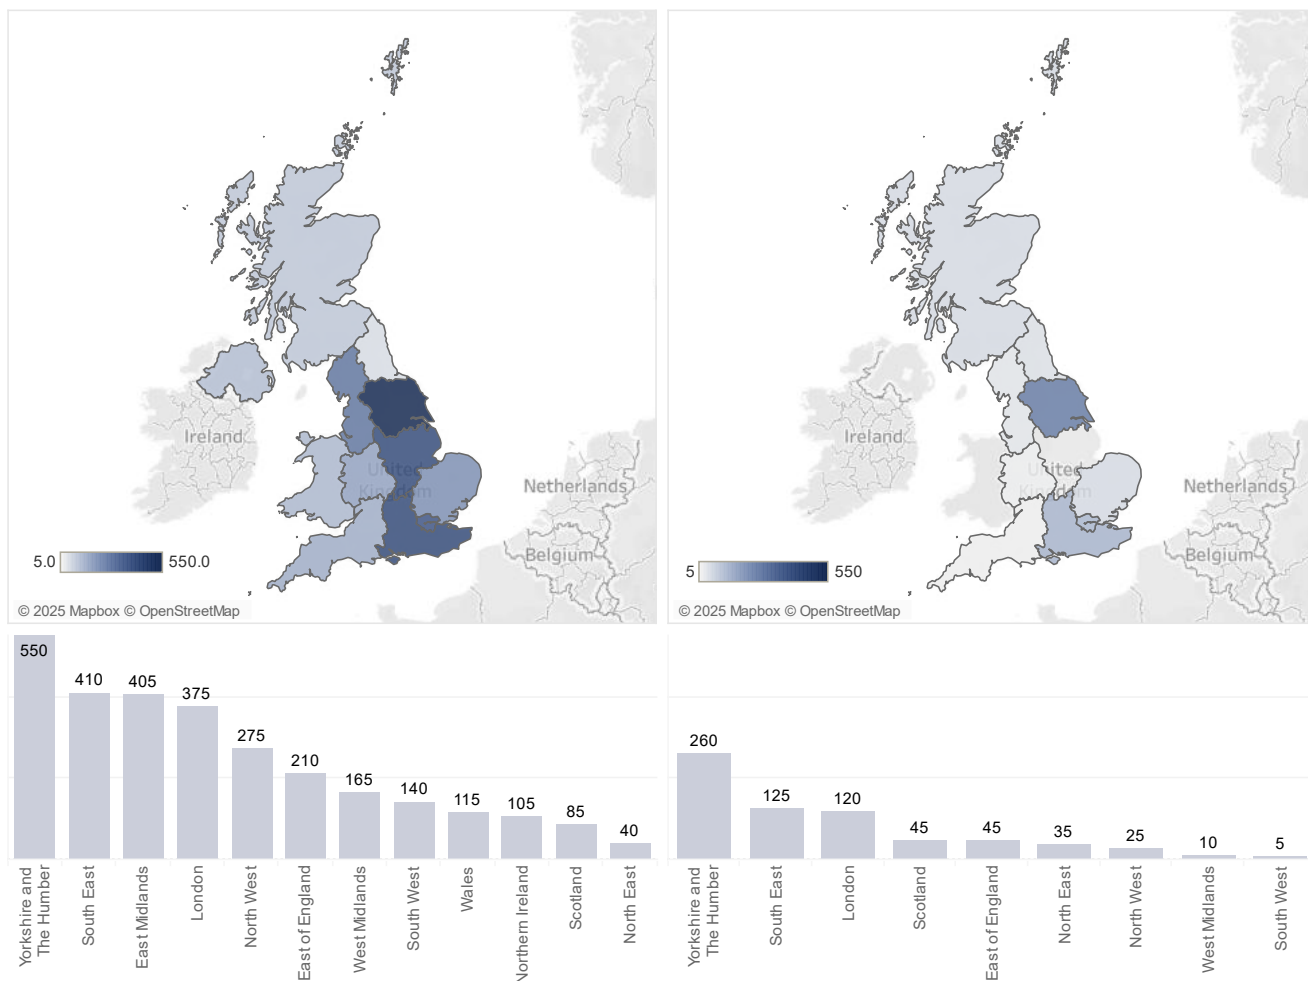 Ireland
United
Kingdom
Netherlands
Belgium
5.0
550.0
© 2025 Mapbox © OpenStreetMap
Ireland
United
Kingdom
Netherlands
Belgium
5
550
© 2025 Mapbox © OpenStreetMap
550
410
405
375
275
210
165
140
115
105
85
40
Yorkshire and
The Humber
South East
East Midlands
London
North West
East of England
West Midlands
South West
Wales
Northern Ireland
Scotland
North East
260
125
120
45
45
35
25
10
5
Yorkshire and
The Humber
South East
London
Scotland
East of England
North East
North West
West Midlands
South West